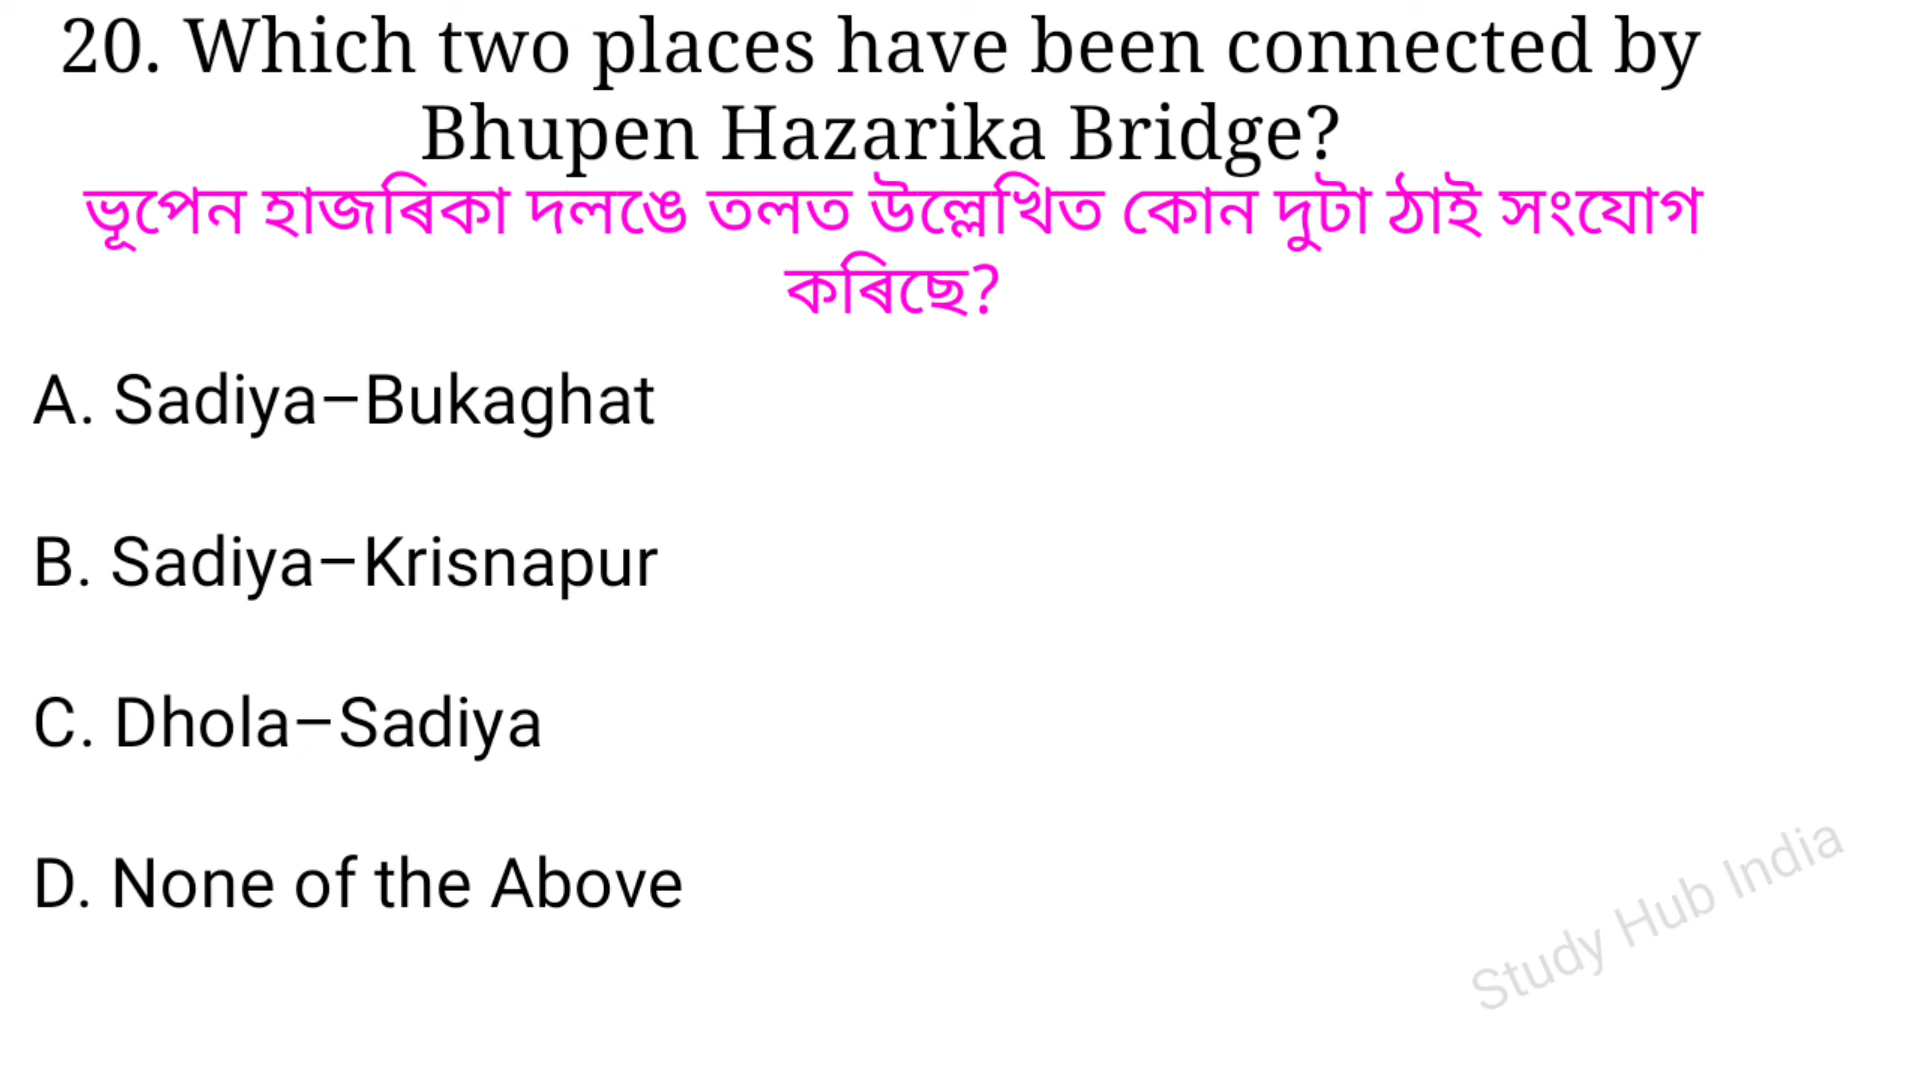 20. Which two places have been connected by
Bhupen Hazarika Bridge?
ভূপেন হাজৰিকা দলঙে তলত উল্লেখিত কোন দুটা ঠাই সংযোগ
কৰিছে?
A. Sadiya–Bukaghat
B. Sadiya–Krisnapur
C. Dhola–Sadiya
D. None of the Above
Study Hub India